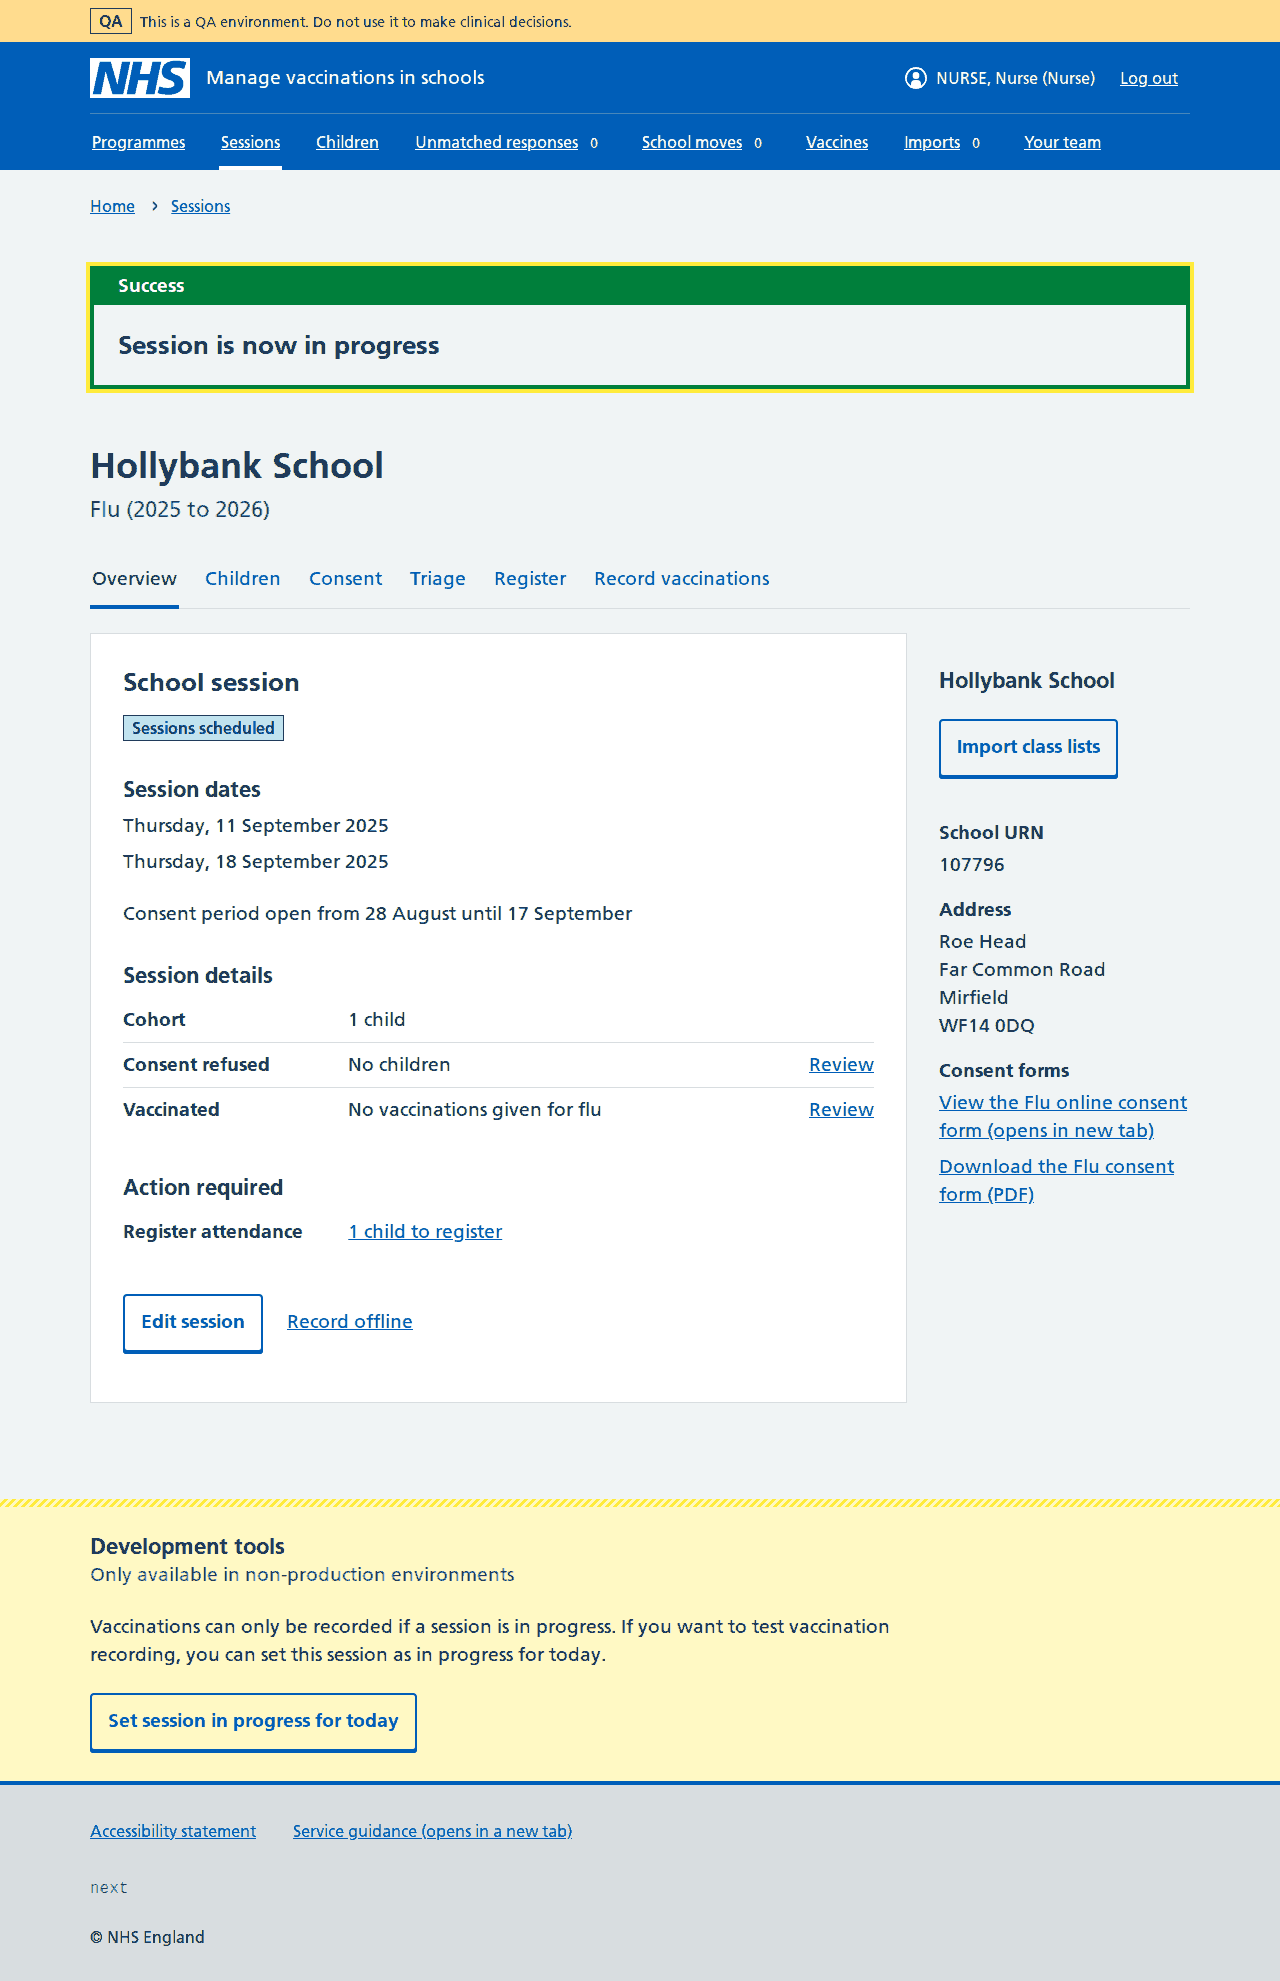 QA This is a QA environment. Do not use it to make clinical decisions.
NHS Manage vaccinations in schools NURSE, Nurse (Nurse) Log out
Programmes Sessions Children Unmatched responses 0 School moves 0 Vaccines Imports 0 Your team
Home › Sessions
Success
Session is now in progress
Hollybank School
Flu (2025 to 2026)
Overview Children Consent Triage Register Record vaccinations
School session
Sessions scheduled
Session dates
Thursday, 11 September 2025
Thursday, 18 September 2025
Consent period open from 28 August until 17 September
Session details
Cohort 1 child
Consent refused No children Review
Vaccinated No vaccinations given for flu Review
Action required
Register attendance 1 child to register
Edit session Record offline
Hollybank School
Import class lists
School URN
107796
Address
Roe Head
Far Common Road
Mirfield
WF14 0DQ
Consent forms
View the Flu online consent
form (opens in new tab)
Download the Flu consent
form (PDF)
Development tools
Only available in non-production environments
Vaccinations can only be recorded if a session is in progress. If you want to test vaccination
recording, you can set this session as in progress for today.
Set session in progress for today
Accessibility statement Service guidance (opens in a new tab)
next
© NHS England